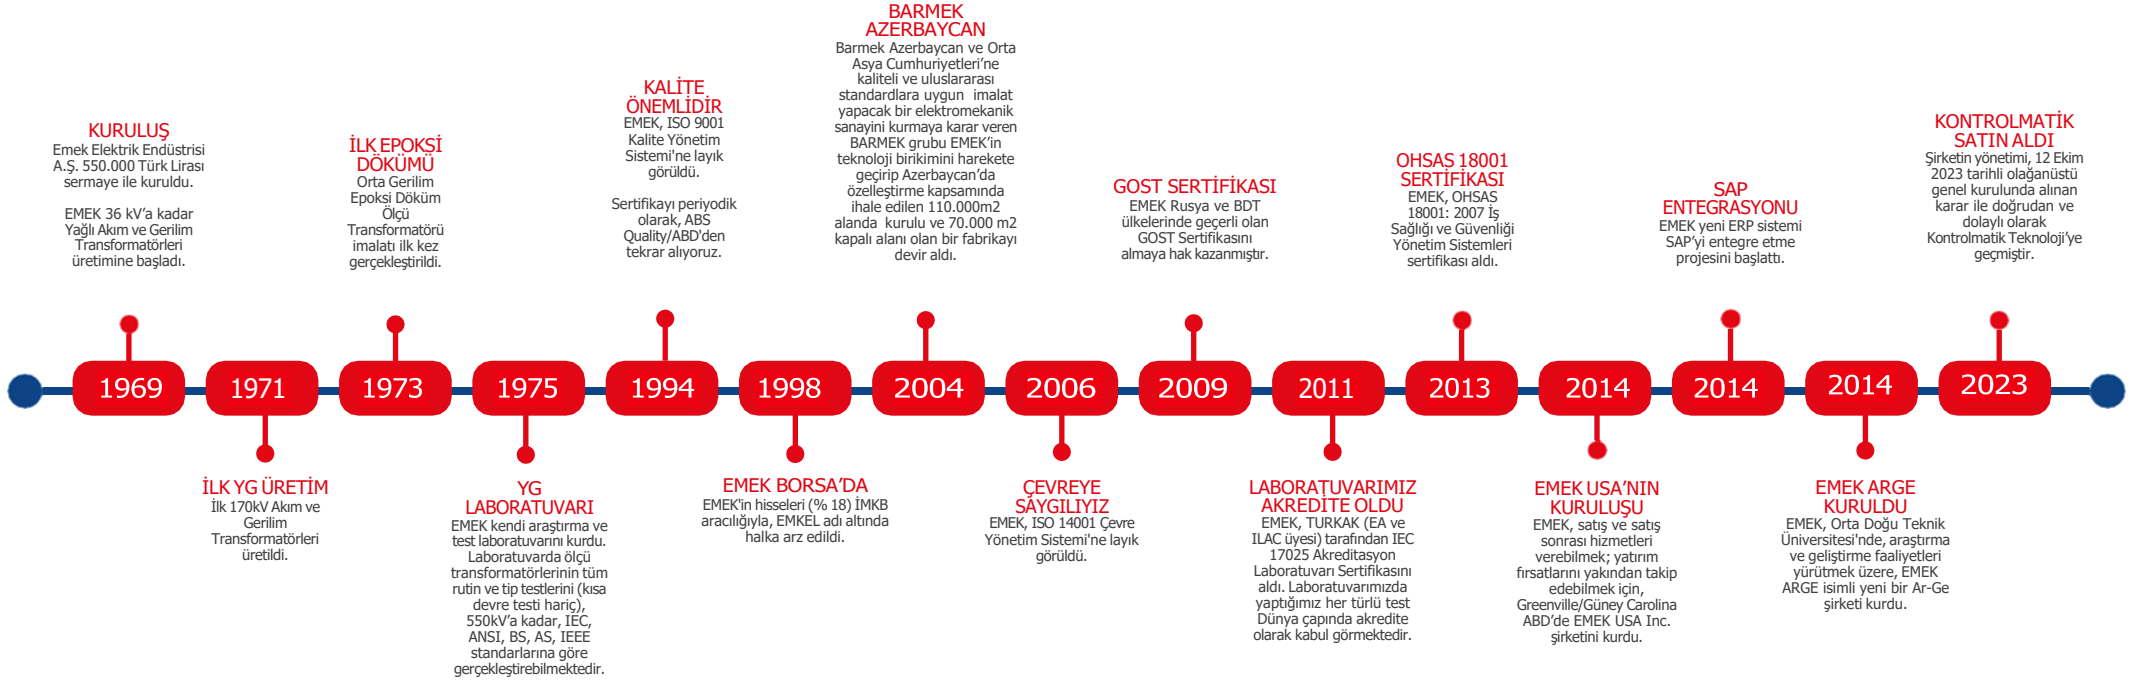 KURULUŞ
Emek Elektrik Endüstrisi
A.Ş. 550.000 Türk Lirası
sermaye ile kuruldu.
EMEK 36 kV’a kadar
Yağlı Akım ve Gerilim
Transformatörleri
üretimine başladı.
1969
1971
İLK YG ÜRETİM
İlk 170kV Akım ve
Gerilim
Transformatörleri
üretildi.
İLK EPOKSİ
DÖKÜMÜ
Orta Gerilim
Epoksi Döküm
Ölçü
Transformatörü
imalatı ilk kez
gerçekleştirildi.
1973
1975
YG
LABORATUVARI
EMEK kendi araştırma ve
test laboratuvarını kurdu.
Laboratuvarda ölçü
transformatörlerinin tüm
rutin ve tip testlerini (kısa
devre testi hariç),
550kV’a kadar, IEC,
ANSI, BS, AS, IEEE
standarlarına göre
gerçekleştirebilmektedir.
KALİTE
ÖNEMLİDİR
EMEK, ISO 9001
Kalite Yönetim
Sistemi'ne layık
görüldü.
Sertifikayı periyodik
olarak, ABS
Quality/ABD'den
tekrar alıyoruz.
1994
1998
EMEK BORSA’DA
EMEK'in hisseleri (% 18) İMKB
aracılığıyla, EMKEL adı altında
halka arz edildi.
BARMEK
AZERBAYCAN
Barmek Azerbaycan ve Orta
Asya Cumhuriyetleri’ne
kaliteli ve uluslararası
standardlara uygun  imalat
yapacak bir elektromekanik
sanayini kurmaya karar veren
BARMEK grubu EMEK’in
teknoloji birikimini harekete
geçirip Azerbaycan’da
özelleştirme kapsamında
ihale edilen 110.000m2
alanda  kurulu ve 70.000 m2
kapalı alanı olan bir fabrikayı
devir aldı.
2004
2006
ÇEVREYE
SAYGILIYIZ
EMEK, ISO 14001 Çevre
Yönetim Sistemi'ne layık
görüldü.
GOST SERTİFİKASI
EMEK Rusya ve BDT
ülkelerinde geçerli olan
GOST Sertifikasını
almaya hak kazanmıştır.
2009
2011
LABORATUVARIMIZ
AKREDİTE OLDU
EMEK, TURKAK (EA ve
ILAC üyesi) tarafından IEC
17025 Akreditasyon
Laboratuvarı Sertifikasını
aldı. Laboratuvarımızda
yaptığımız her türlü test
Dünya çapında akredite
olarak kabul görmektedir.
OHSAS 18001
SERTİFİKASI
EMEK, OHSAS
18001: 2007 İş
Sağlığı ve Güvenliği
Yönetim Sistemleri
sertifikası aldı.
2013
2014
EMEK USA’NIN
KURULUŞU
EMEK, satış ve satış
sonrası hizmetleri
verebilmek; yatırım
fırsatlarını yakından takip
edebilmek için,
Greenville/Güney Carolina
ABD’de EMEK USA Inc.
şirketini kurdu.
SAP
ENTEGRASYONU
EMEK yeni ERP sistemi
SAP’yi entegre etme
projesini başlattı.
2014
2014
EMEK ARGE
KURULDU
EMEK, Orta Doğu Teknik
Üniversitesi'nde, araştırma
ve geliştirme faaliyetleri
yürütmek üzere, EMEK
ARGE isimli yeni bir Ar-Ge
şirketi kurdu.
KONTROLMATİK
SATIN ALDI
Şirketin yönetimi, 12 Ekim
2023 tarihli olağanüstü
genel kurulunda alınan
karar ile doğrudan ve
dolaylı olarak
Kontrolmatik Teknoloji’ye
geçmiştir.
2023